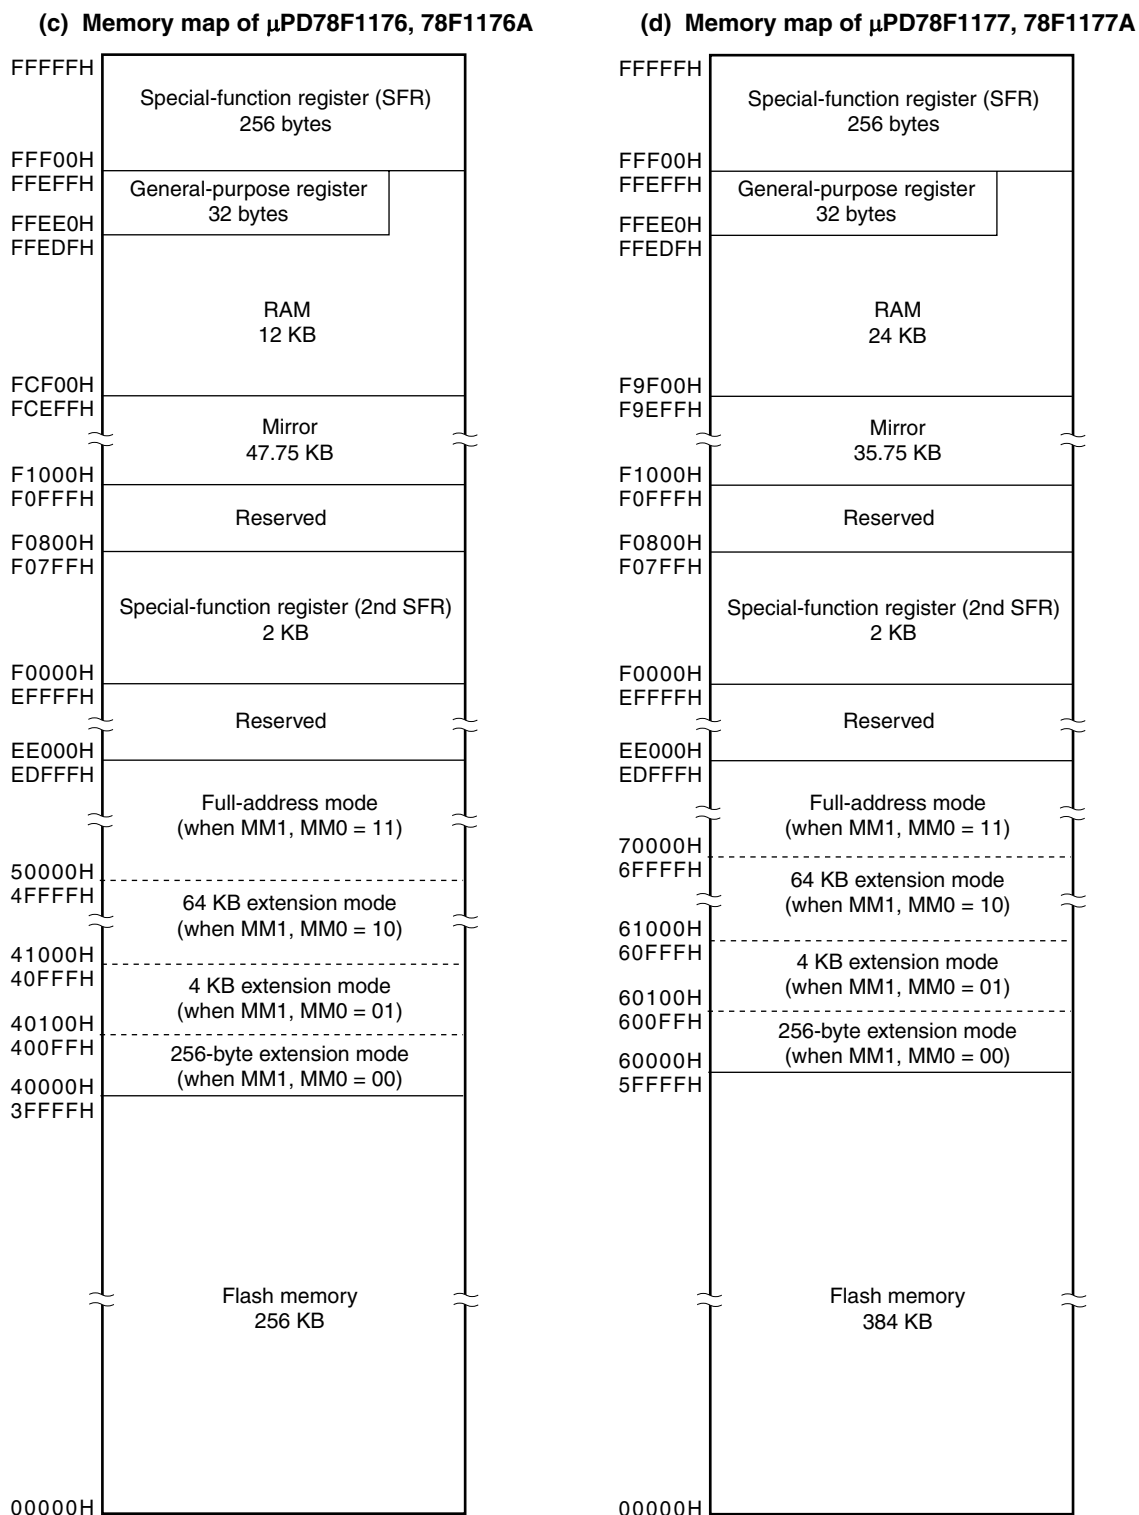 (c) Memory map of μPD78F1176, 78F1176A
FFFFFH
Special-function register (SFR)
256 bytes
FFF00H
FFEFFH
General-purpose register
32 bytes
FFEE0H
FFEDFH
RAM
12 KB
FCF00H
FCEFFH
Mirror
47.75 KB
F1000H
F0FFFH
Reserved
F0800H
F07FFH
Special-function register (2nd SFR)
2 KB
F0000H
EFFFFH
Reserved
EE000H
EDFFFH
Full-address mode
(when MM1, MM0 = 11)
50000H
4FFFFH
64 KB extension mode
(when MM1, MM0 = 10)
41000H
40FFFH
4 KB extension mode
(when MM1, MM0 = 01)
40100H
400FFH
256-byte extension mode
(when MM1, MM0 = 00)
40000H
3FFFFH
Flash memory
256 KB
00000H
(d) Memory map of μPD78F1177, 78F1177A
FFFFFH
Special-function register (SFR)
256 bytes
FFF00H
FFEFFH
General-purpose register
32 bytes
FFEE0H
FFEDFH
RAM
24 KB
F9F00H
F9EFFH
Mirror
35.75 KB
F1000H
F0FFFH
Reserved
F0800H
F07FFH
Special-function register (2nd SFR)
2 KB
F0000H
EFFFFH
Reserved
EE000H
EDFFFH
Full-address mode
(when MM1, MM0 = 11)
70000H
6FFFFH
64 KB extension mode
(when MM1, MM0 = 10)
61000H
60FFFH
4 KB extension mode
(when MM1, MM0 = 01)
60100H
600FFH
256-byte extension mode
(when MM1, MM0 = 00)
60000H
5FFFFH
Flash memory
384 KB
00000H